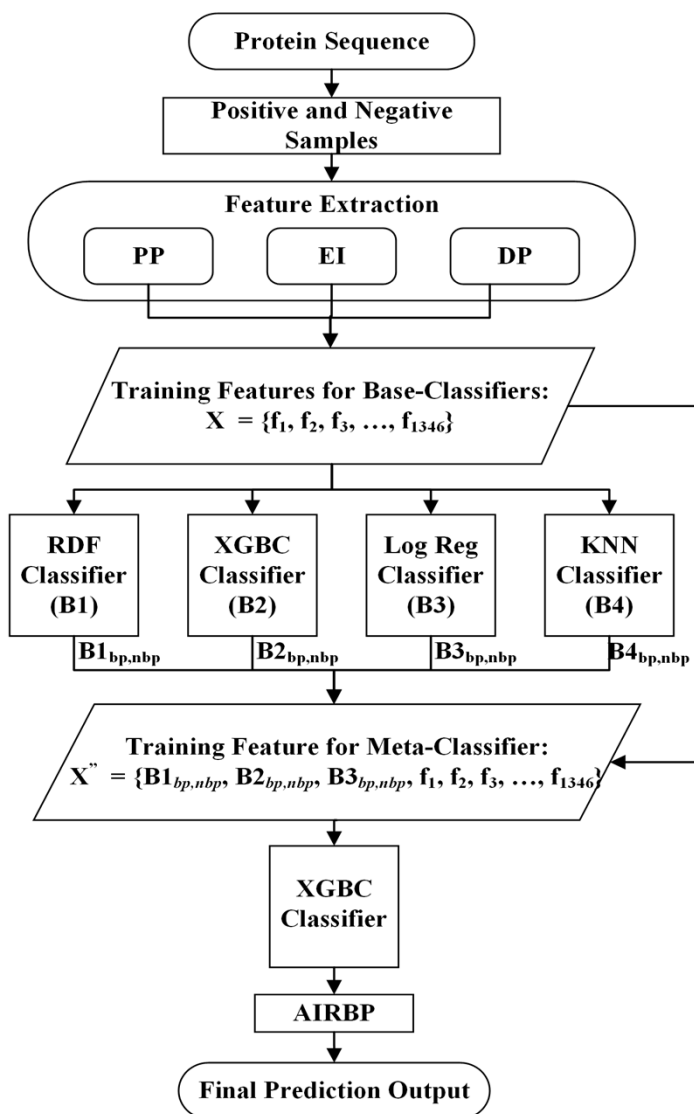 Protein Sequence
Positive and Negative
Samples
Feature Extraction
PP
EI
DP
Training Features for Base-Classifiers:
X = {f₁, f₂, f₃, …, f₁₃₄₆}
RDF
Classifier
(B1)
XGBC
Classifier
(B2)
Log Reg
Classifier
(B3)
KNN
Classifier
(B4)
B1bp,nbp
B2bp,nbp
B3bp,nbp
B4bp,nbp
Training Feature for Meta-Classifier:
X” = {B1bp,nbp, B2bp,nbp, B3bp,nbp, f₁, f₂, f₃, …, f₁₃₄₆}
XGBC
Classifier
AIRBP
Final Prediction Output